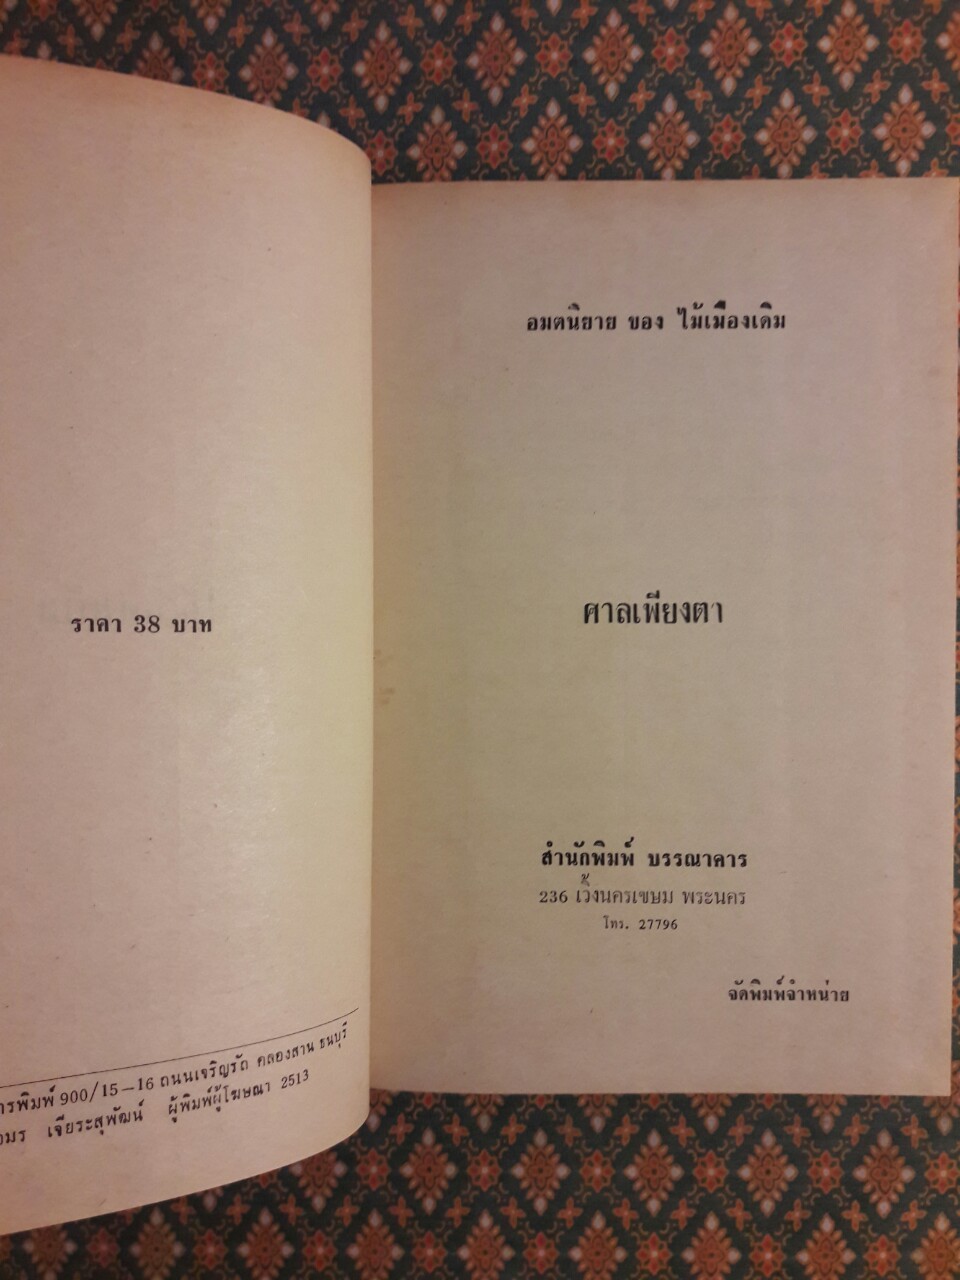 ราคา 38 บาท
รพิมพ์ 900/15-16 ถนนเจริญรัถ คลองสาน ธนบุรี
มร เจียระสุพัฒน์ ผู้พิมพ์ผู้โฆษณา 2513
อมตนิยาย ของ ไม้เมืองเดิม
ศาลเพียงตา
สำนักพิมพ์ บรรณาคาร
236 เวิ้งนครเขษม พระนคร
โทร. 27796
จัดพิมพ์จำหน่าย